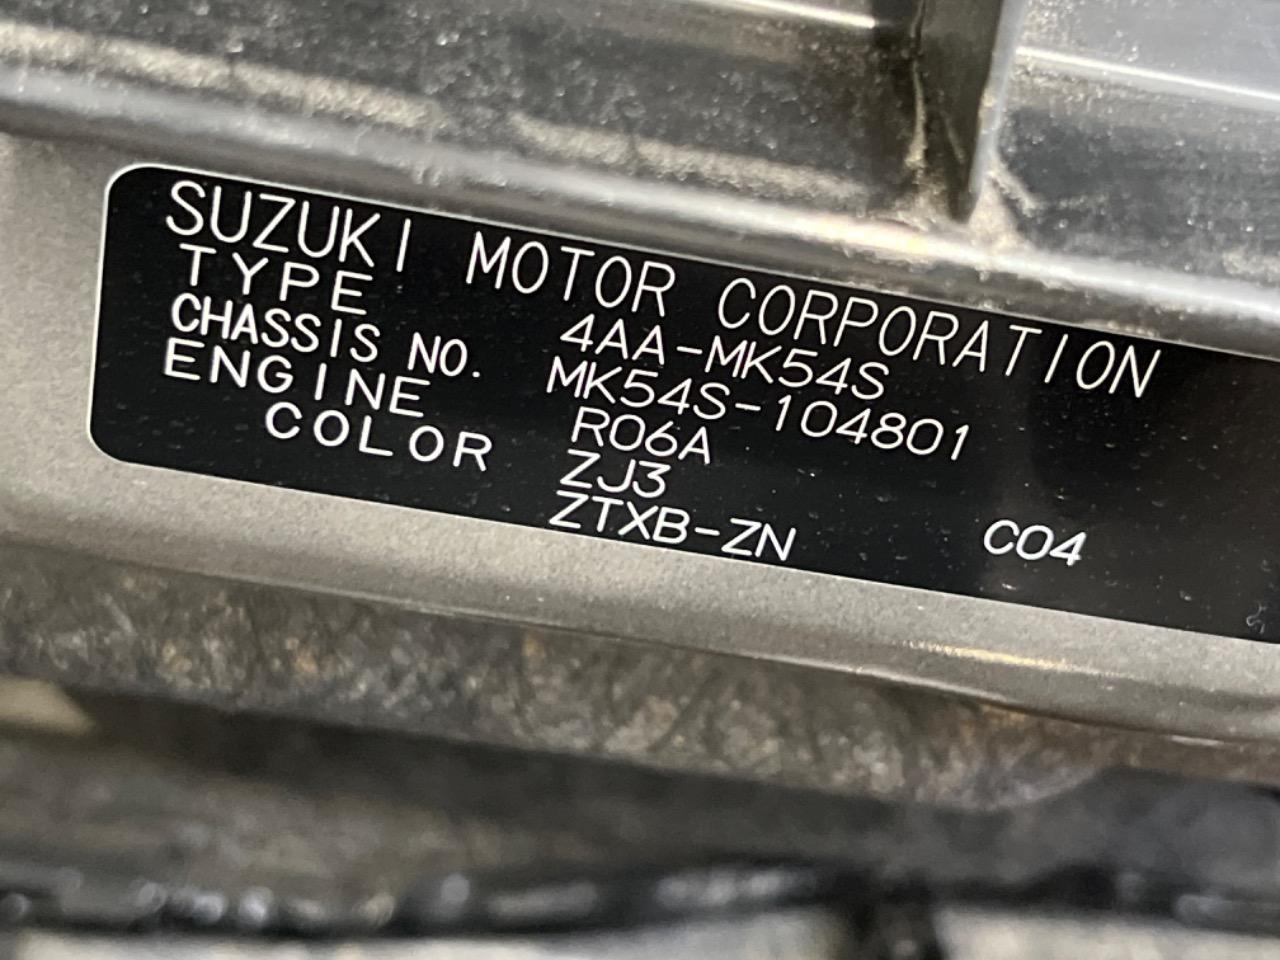 SUZUKI MOTOR CORPORATION
TYPE 4AA-MK54S
CHASSIS NO. MK54S-104801
ENGINE R06A
COLOR ZJ3
ZTXB-ZN C04